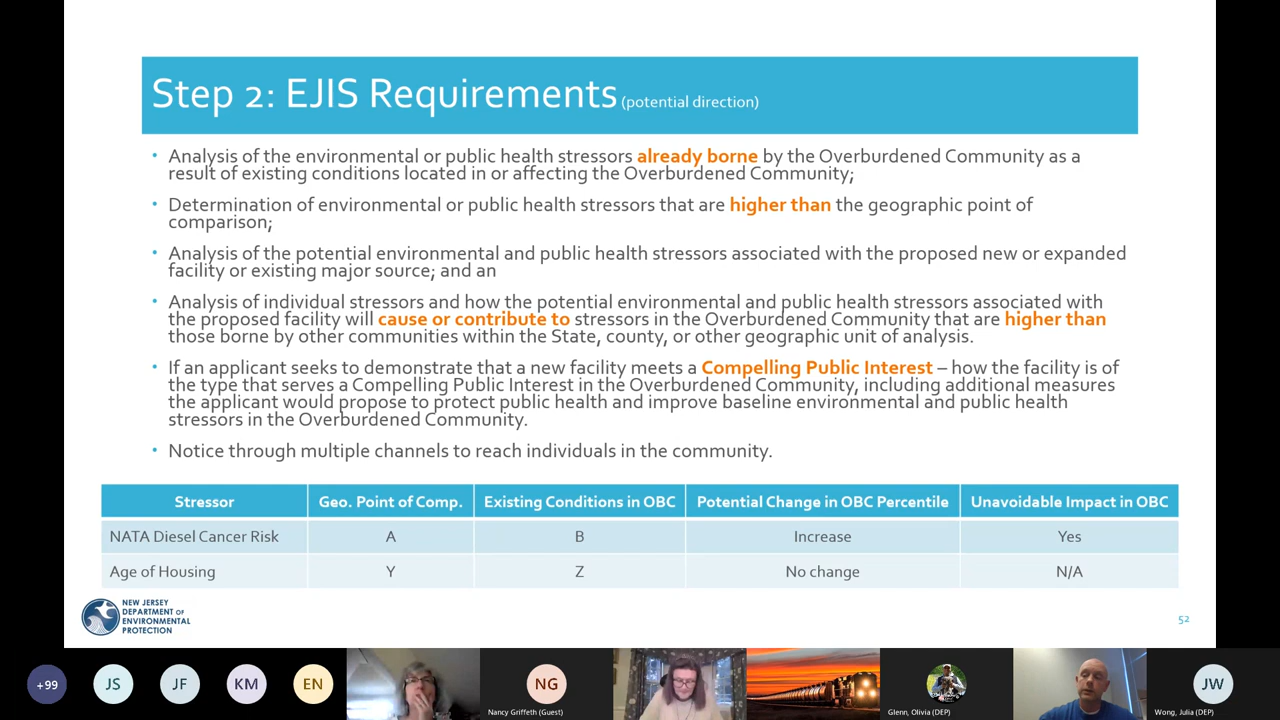 Step 2: EJIS Requirements (potential direction)
• Analysis of the environmental or public health stressors already borne by the Overburdened Community as a
result of existing conditions located in or affecting the Overburdened Community;
• Determination of environmental or public health stressors that are higher than the geographic point of
comparison;
• Analysis of the potential environmental and public health stressors associated with the proposed new or expanded
facility or existing major source; and an
• Analysis of individual stressors and how the potential environmental and public health stressors associated with
the proposed facility will cause or contribute to stressors in the Overburdened Community that are higher than
those borne by other communities within the State, county, or other geographic unit of analysis.
• If an applicant seeks to demonstrate that a new facility meets a Compelling Public Interest – how the facility is of
the type that serves a Compelling Public Interest in the Overburdened Community, including additional measures
the applicant would propose to protect public health and improve baseline environmental and public health
stressors in the Overburdened Community.
• Notice through multiple channels to reach individuals in the community.
Stressor Geo. Point of Comp. Existing Conditions in OBC Potential Change in OBC Percentile Unavoidable Impact in OBC
NATA Diesel Cancer Risk A B Increase Yes
Age of Housing Y Z No change N/A
NEW JERSEY
DEPARTMENT OF
ENVIRONMENTAL
PROTECTION
52
+99 JS JF KM EN NG JW
Nancy Griffeth (Guest) Glenn, Olivia (DEP) Wong, Julia (DEP)